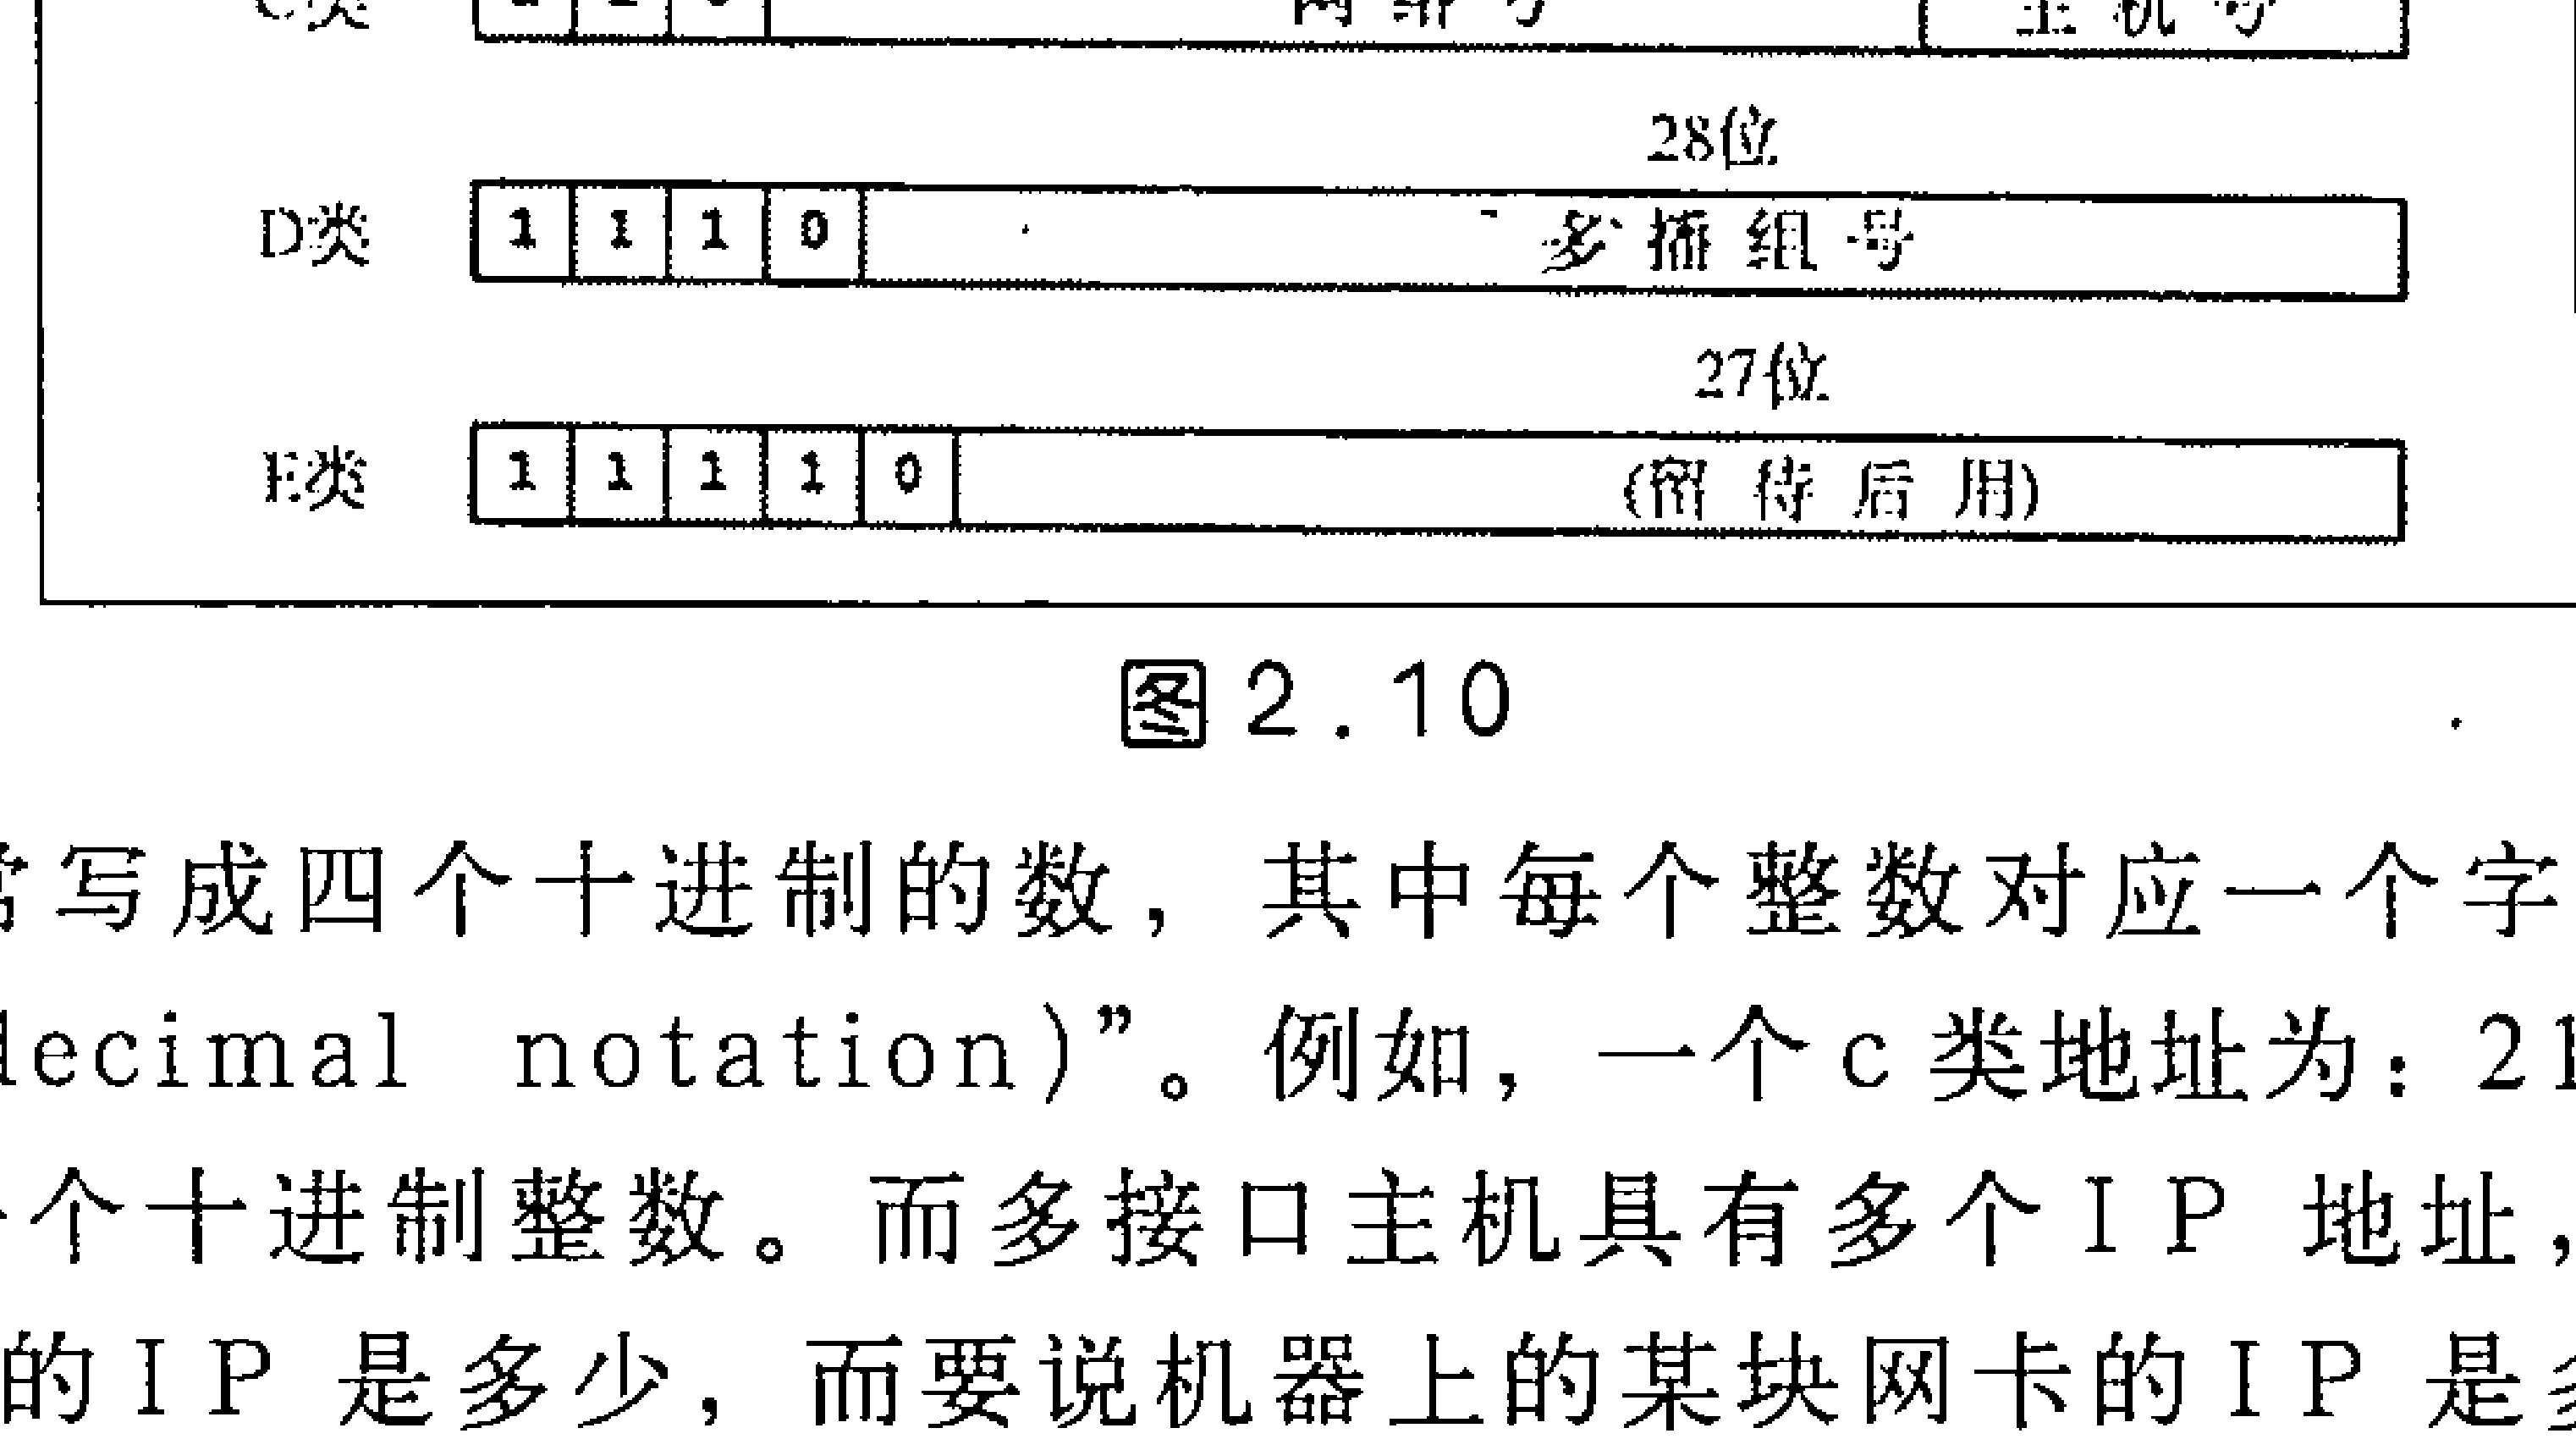 28位
D类 1 1 1 0 多播组号
27位
E类 1 1 1 1 0 (留待后用)
图2.10
写成四个十进制的数，其中每个整数对应一个字
decimal notation)”。例如，一个c类地址为：21
个十进制整数。而多接口主机具有多个IP 地址，
的IP 是多少，而要说机器上的某块网卡的IP 是